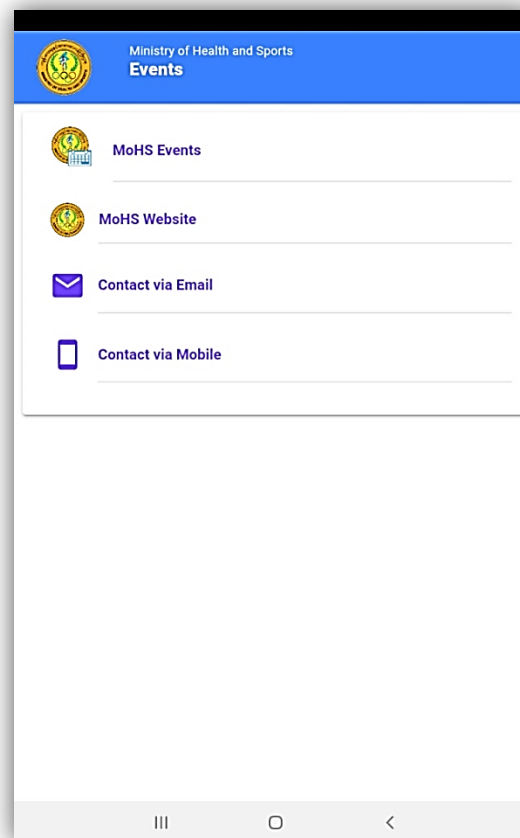 Ministry of Health and Sports
Events
MoHS Events
MoHS Website
Contact via Email
Contact via Mobile